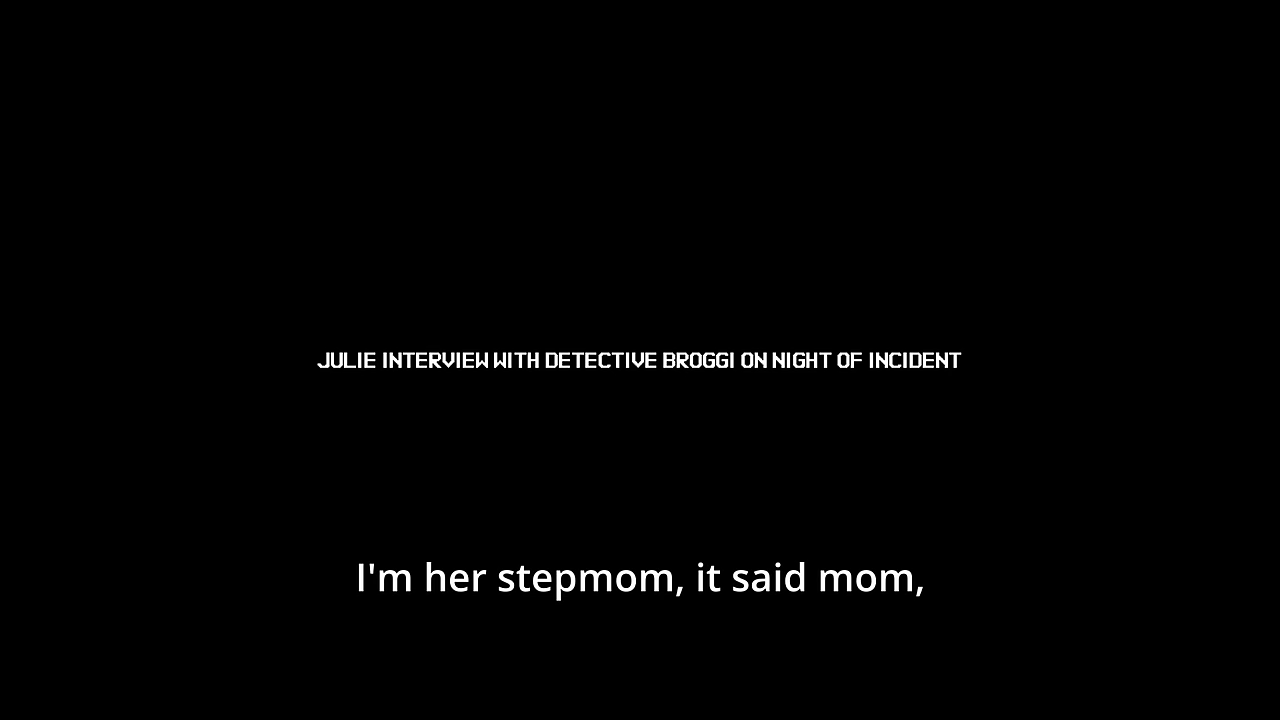 JULIE INTERVIEW WITH DETECTIVE BROGGI ON NIGHT OF INCIDENT
I'm her stepmom, it said mom,